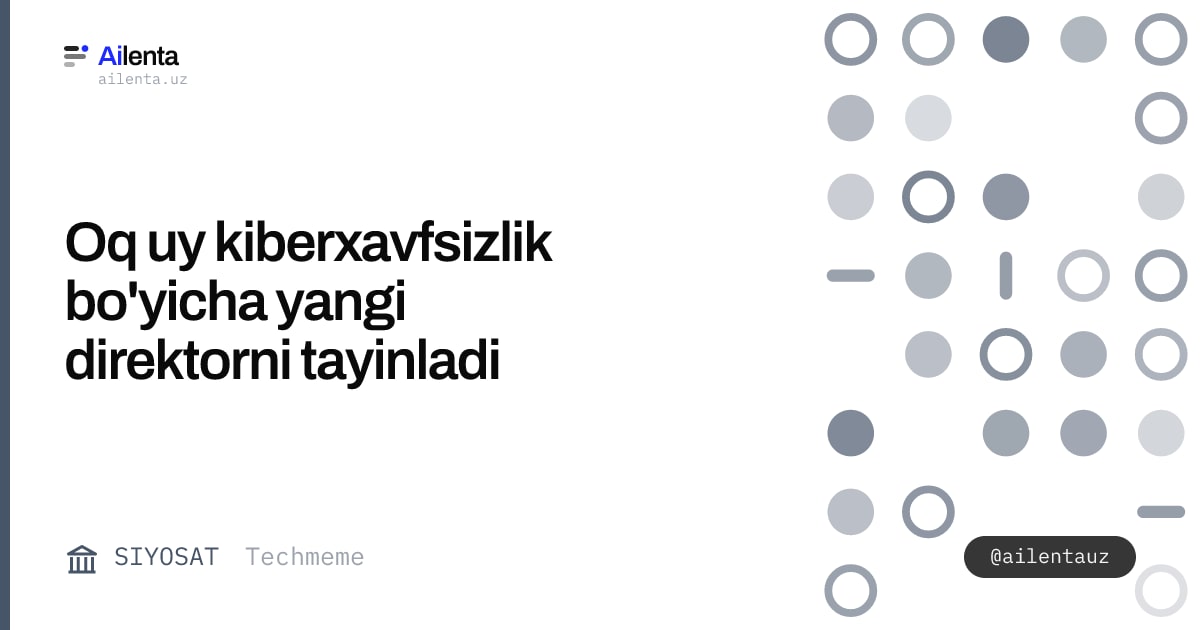 Ailenta
ailenta.uz
Oq uy kiberxavfsizlik
bo'yicha yangi
direktorni tayinladi
SIYOSAT Techmeme
@ailentauz